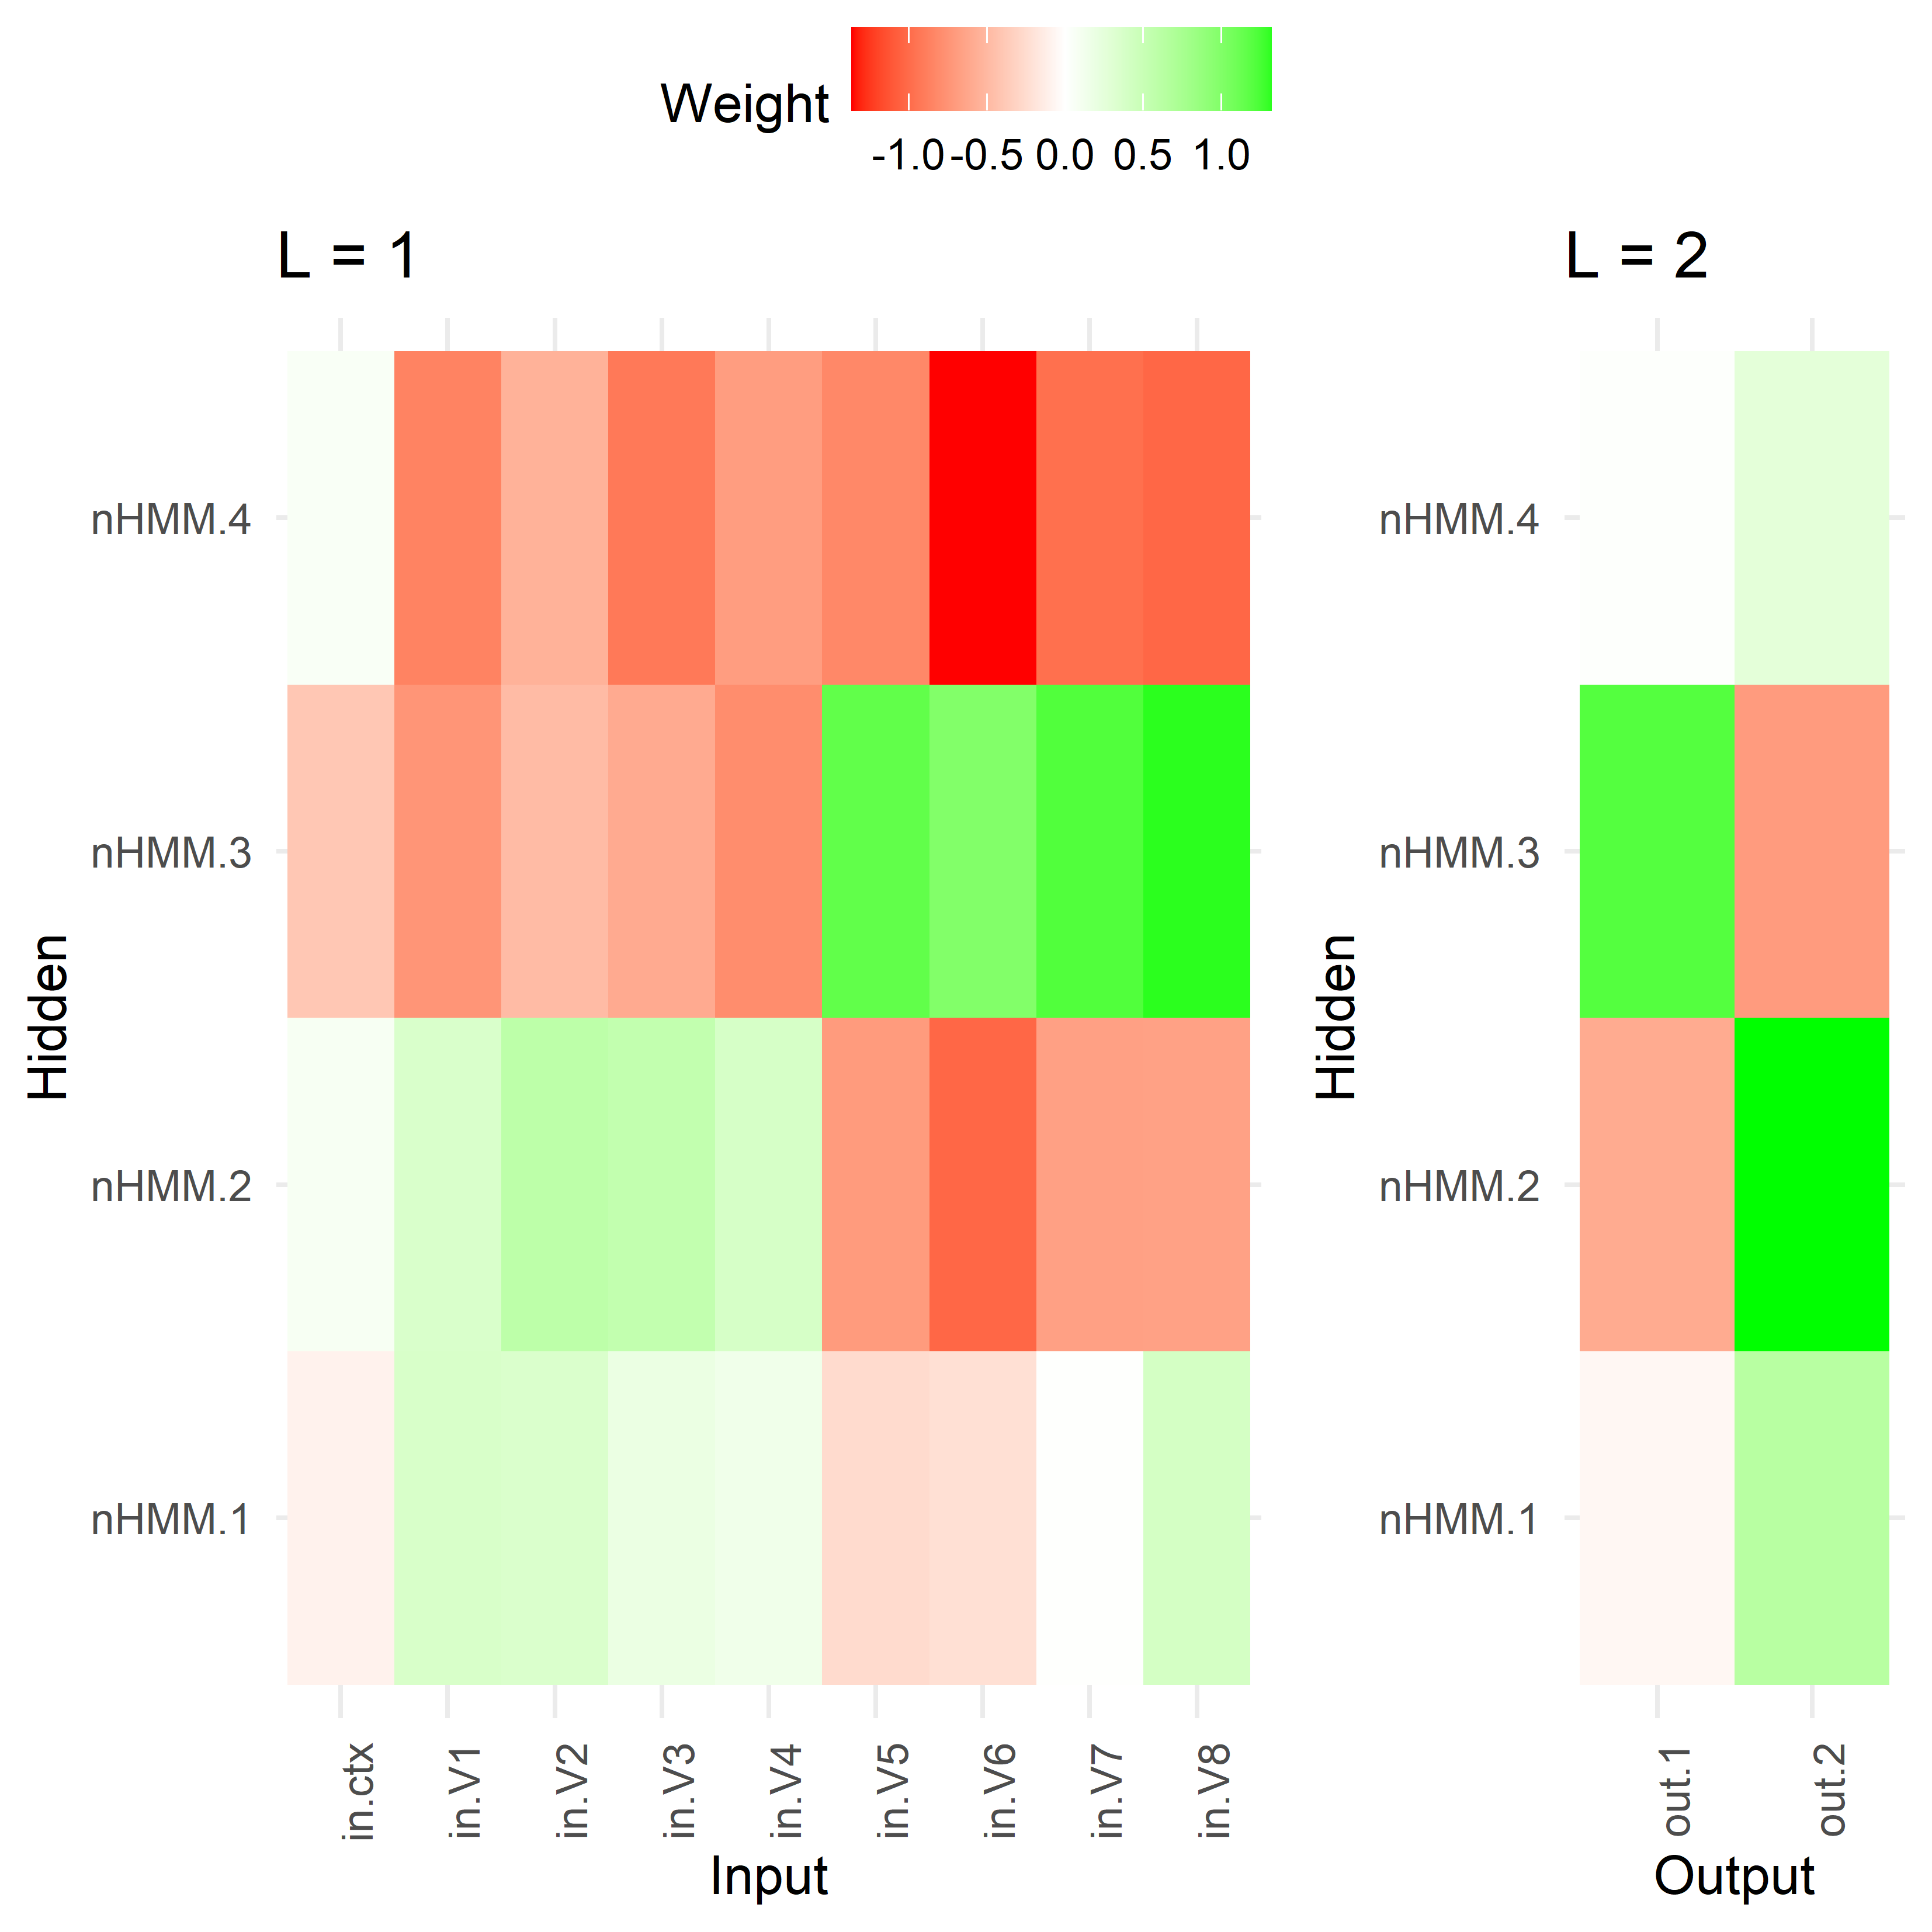 Weight
-1.0 -0.5 0.0 0.5 1.0
L = 1
L = 2
Hidden
nHMM.4
nHMM.3
nHMM.2
nHMM.1
in.ctx
in.V1
in.V2
in.V3
in.V4
in.V5
in.V6
in.V7
in.V8
Input
Hidden
nHMM.4
nHMM.3
nHMM.2
nHMM.1
out.1
out.2
Output